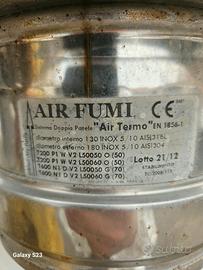 AIR FUMI CE
Sistema Doppia Parete "Air Termo" EN 1856-1
diametro interno 130 INOX 5/10 AISI316L
diametro esterno 180 INOX 5/10 AISI304
T200 P1 W V2 L50050 O (50)
T200 P1 W V2 L50060 O (50) Lotto 21/12
T600 N1 D V2 L50050 G (70)
T600 N1 D V2 L50060 G (70)
Galaxy S23